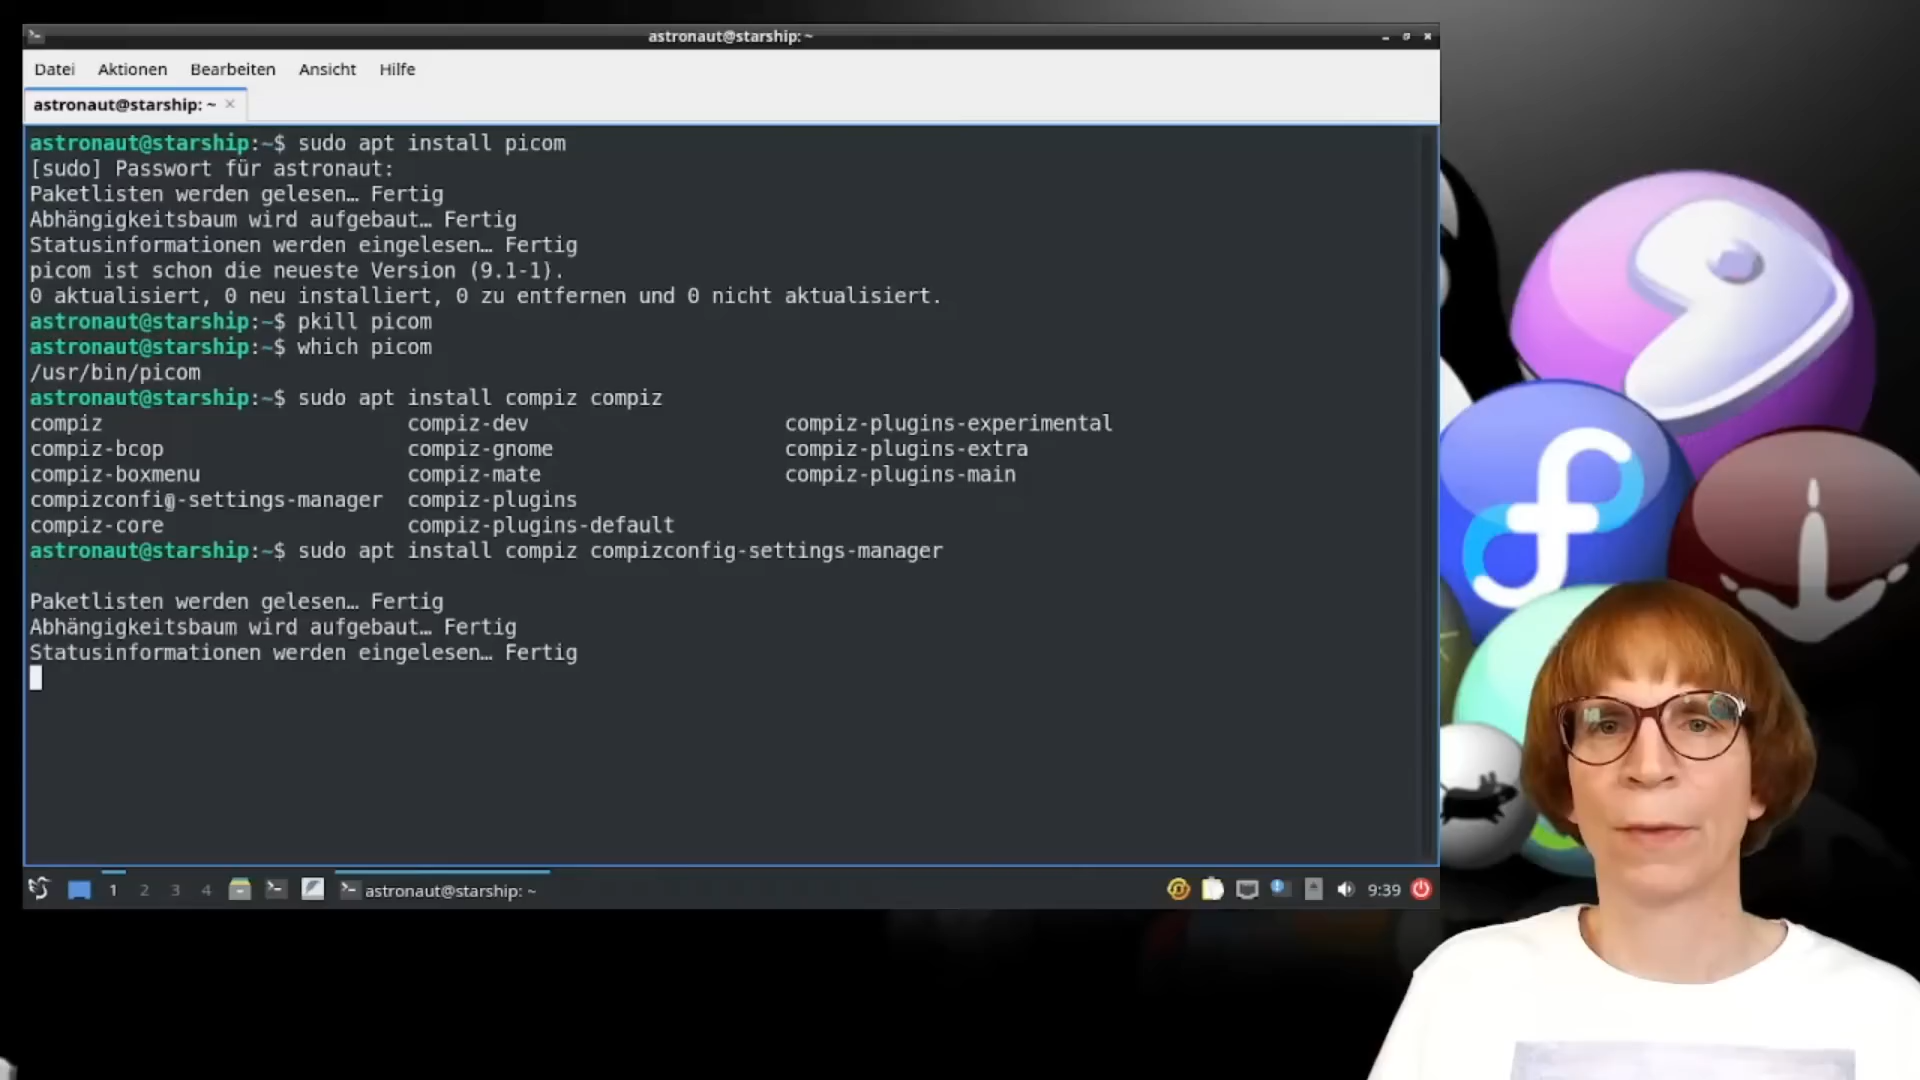 astronaut@starship: ~
Datei Aktionen Bearbeiten Ansicht Hilfe
astronaut@starship: ~ ×
astronaut@starship:~$ sudo apt install picom
[sudo] Passwort für astronaut:
Paketlisten werden gelesen… Fertig
Abhängigkeitsbaum wird aufgebaut… Fertig
Statusinformationen werden eingelesen… Fertig
picom ist schon die neueste Version (9.1-1).
0 aktualisiert, 0 neu installiert, 0 zu entfernen und 0 nicht aktualisiert.
astronaut@starship:~$ pkill picom
astronaut@starship:~$ which picom
/usr/bin/picom
astronaut@starship:~$ sudo apt install compiz compiz
compiz compiz-dev compiz-plugins-experimental
compiz-bcop compiz-gnome compiz-plugins-extra
compiz-boxmenu compiz-mate compiz-plugins-main
compizconfig-settings-manager compiz-plugins
compiz-core compiz-plugins-default
astronaut@starship:~$ sudo apt install compiz compizconfig-settings-manager
Paketlisten werden gelesen… Fertig
Abhängigkeitsbaum wird aufgebaut… Fertig
Statusinformationen werden eingelesen… Fertig
1 2 3 4 astronaut@starship: ~ 9:39